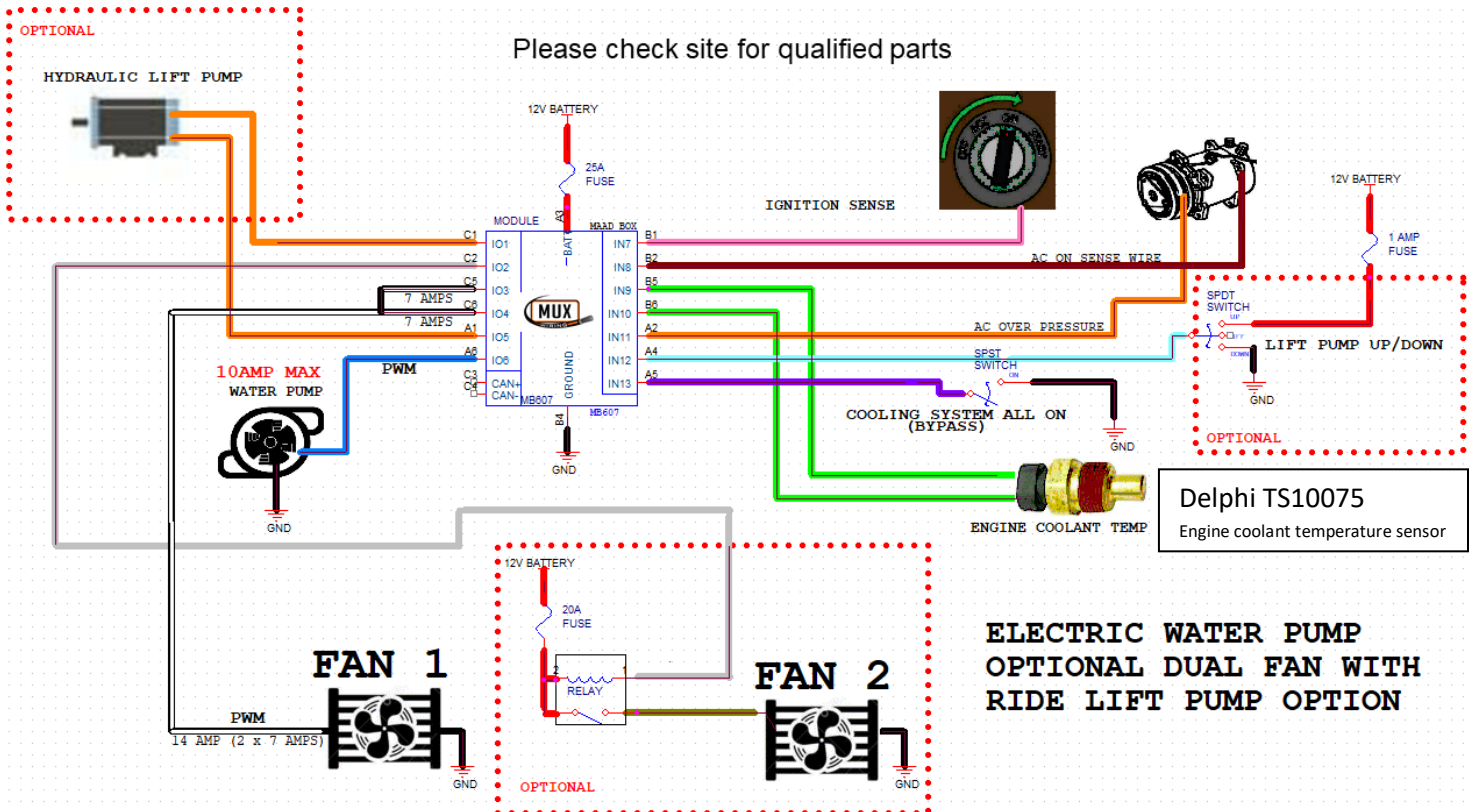 OPTIONAL
HYDRAULIC LIFT PUMP
Please check site for qualified parts
12V BATTERY
25A
FUSE
A3
MODULE
MAAD BOX
BATT
C1
IO1
C2
IO2
C5
IO3
7 AMPS
C6
IO4
7 AMPS
A1
IO5
A6
IO6
PWM
C3
CAN+
C4
CAN-
MB607
MB607
GROUND
B4
GND
MUX
B1
IN7
B2
IN8
B5
IN9
B6
IN10
A2
IN11
A4
IN12
A5
IN13
IGNITION SENSE
ON
START
AC ON SENSE WIRE
AC OVER PRESSURE
12V BATTERY
1 AMP
FUSE
SPDT
SWITCH
UP
OFF
DOWN
LIFT PUMP UP/DOWN
GND
OPTIONAL
SPST
SWITCH
ON
COOLING SYSTEM ALL ON
(BYPASS)
GND
10AMP MAX
WATER PUMP
GND
ENGINE COOLANT TEMP
Delphi TS10075
Engine coolant temperature sensor
12V BATTERY
20A
FUSE
2
1
RELAY
FAN 1
PWM
14 AMP (2 x 7 AMPS)
GND
FAN 2
GND
OPTIONAL
ELECTRIC WATER PUMP
OPTIONAL DUAL FAN WITH
RIDE LIFT PUMP OPTION